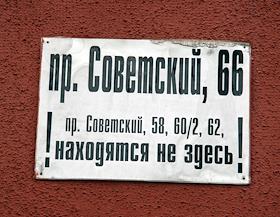 пр. Советский, 66
пр. Советский, 58, 60/2, 62,
! находятся не здесь !